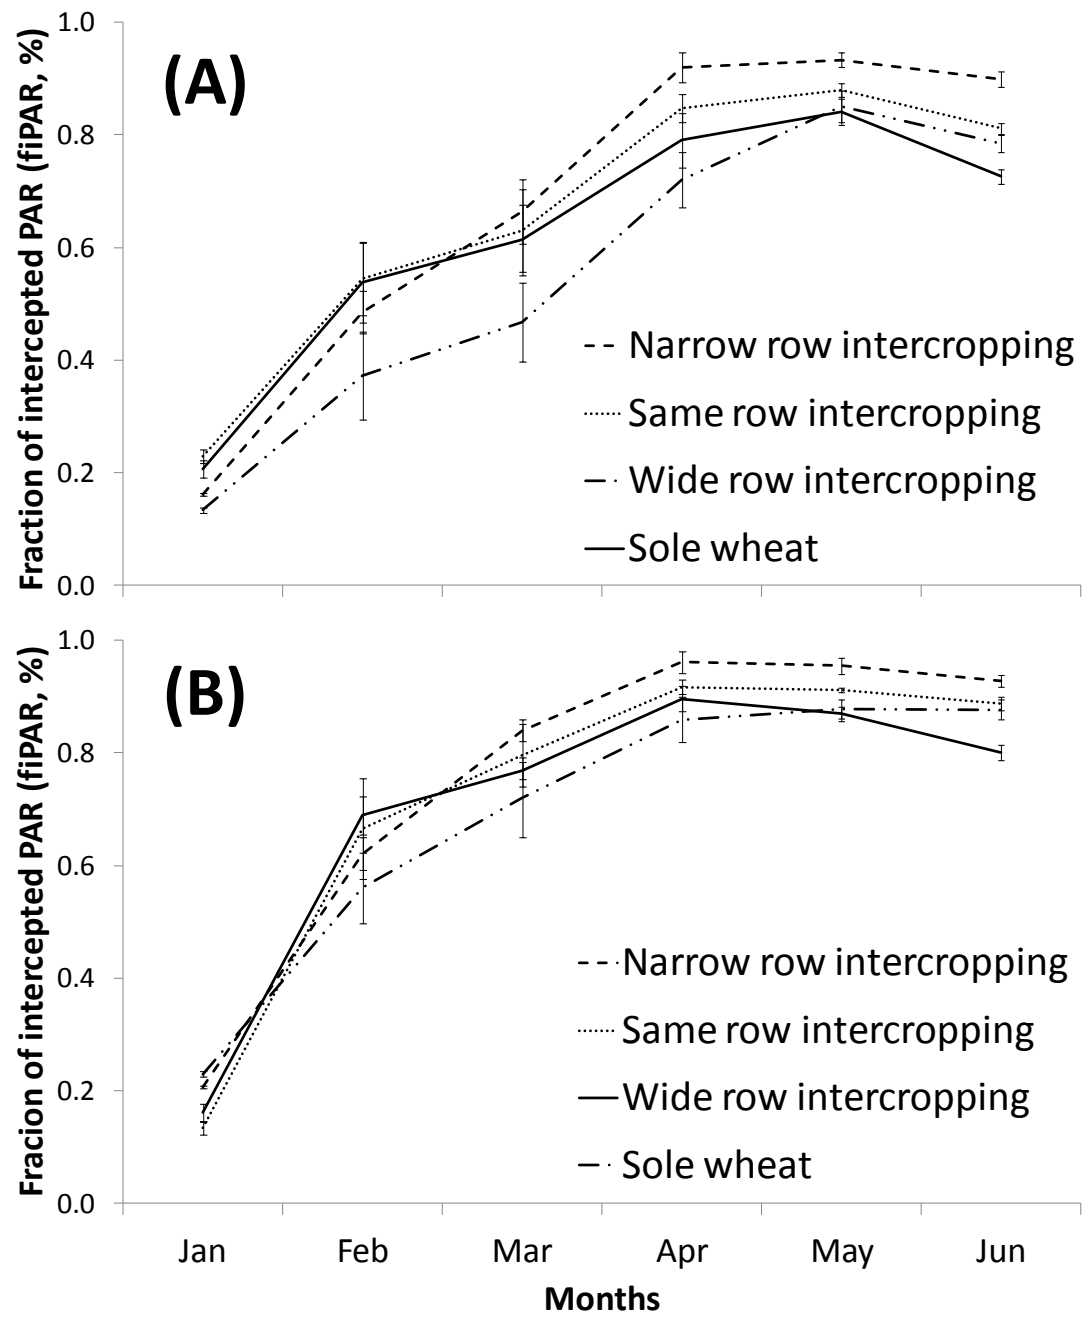 Fraction of intercepted PAR (fiPAR, %)
1.0
0.8
0.6
0.4
0.2
0.0
(A)
Narrow row intercropping
Same row intercropping
Wide row intercropping
Sole wheat
Fracion of intercepted PAR (fiPAR, %)
1.0
0.8
0.6
0.4
0.2
0.0
(B)
Narrow row intercropping
Same row intercropping
Wide row intercropping
Sole wheat
Jan Feb Mar Apr May Jun
Months